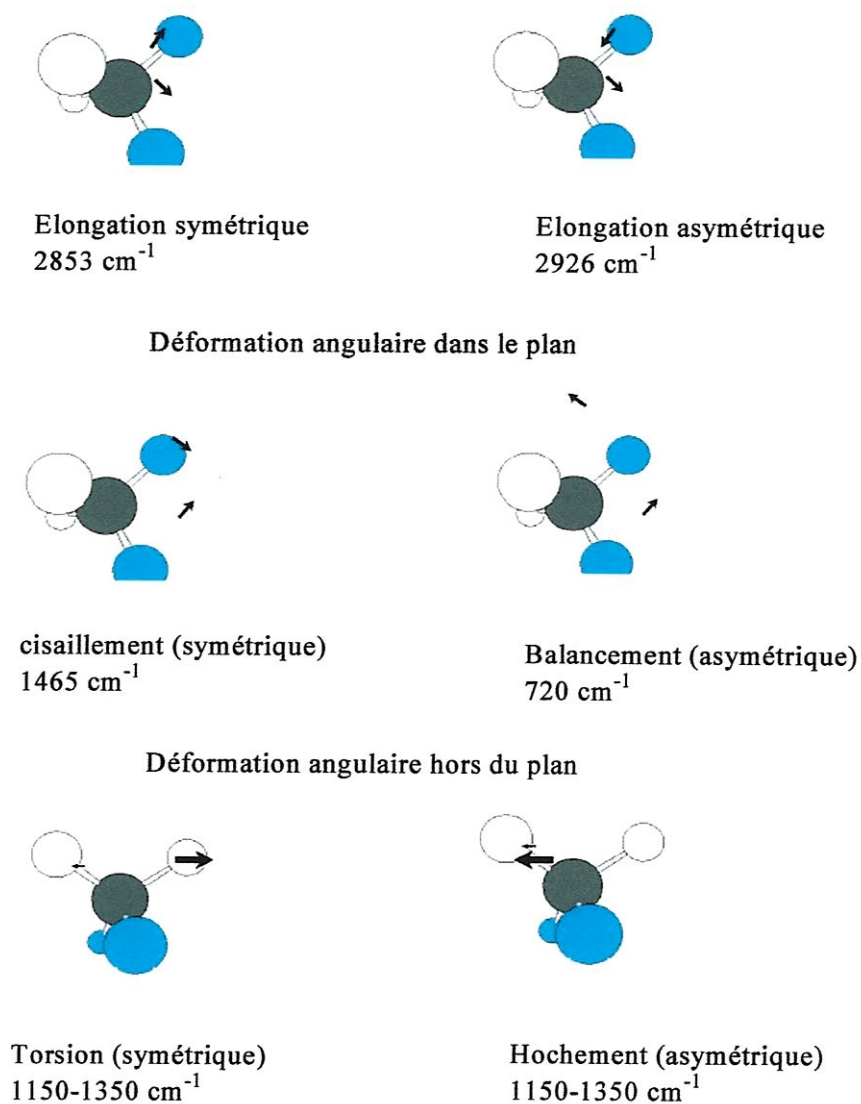 Elongation symétrique
2853 cm-1
Elongation asymétrique
2926 cm-1
Déformation angulaire dans le plan
cisaillement (symétrique)
1465 cm-1
Balancement (asymétrique)
720 cm-1
Déformation angulaire hors du plan
Torsion (symétrique)
1150-1350 cm-1
Hochement (asymétrique)
1150-1350 cm-1